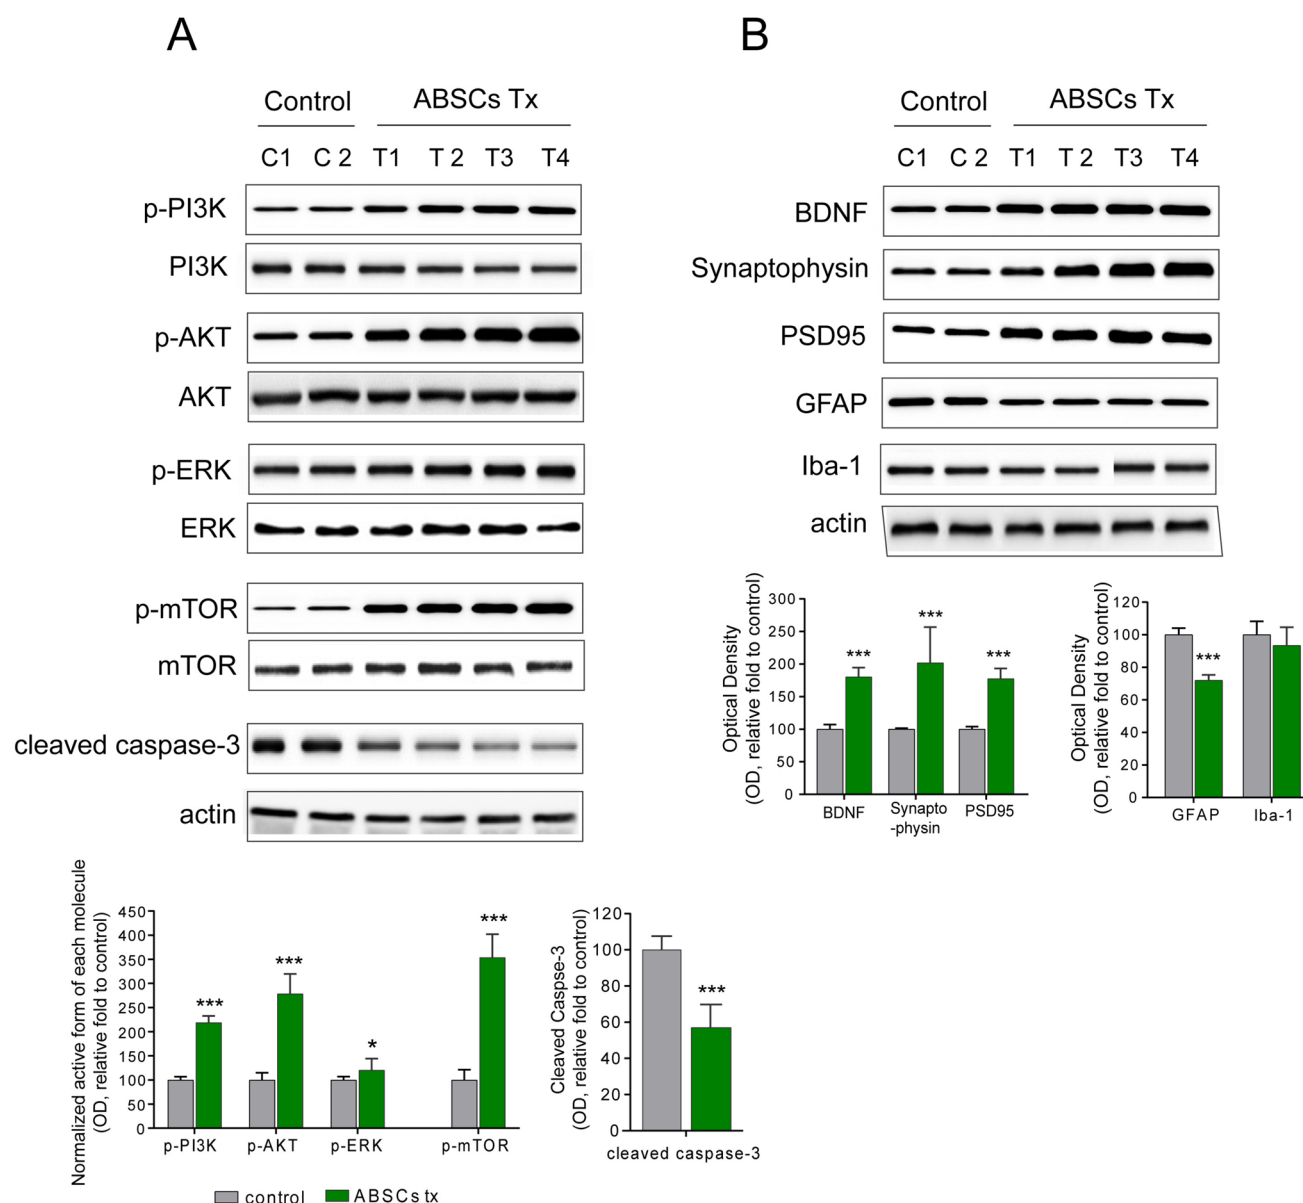 A
Control ABSCs Tx
C1 C 2 T1 T 2 T3 T4
p-PI3K
PI3K
p-AKT
AKT
p-ERK
ERK
p-mTOR
mTOR
cleaved caspase-3
actin
Normalized active form of each molecule
(OD, relative fold to control)
450
400
350
300
250
200
150
100
50
0
***
***
*
***
p-PI3K p-AKT p-ERK p-mTOR
control ABSCs tx
Cleaved Caspse-3
(OD, relative fold to control)
120
100
80
60
40
20
0
***
cleaved caspase-3
B
Control ABSCs Tx
C1 C 2 T1 T 2 T3 T4
BDNF
Synaptophysin
PSD95
GFAP
Iba-1
actin
Optical Density
(OD, relative fold to control)
300
250
200
150
100
50
0
***
***
***
BDNF Synapto PSD95
-physin
Optical Density
(OD, relative fold to control)
120
100
80
60
40
20
0
***
GFAP Iba-1